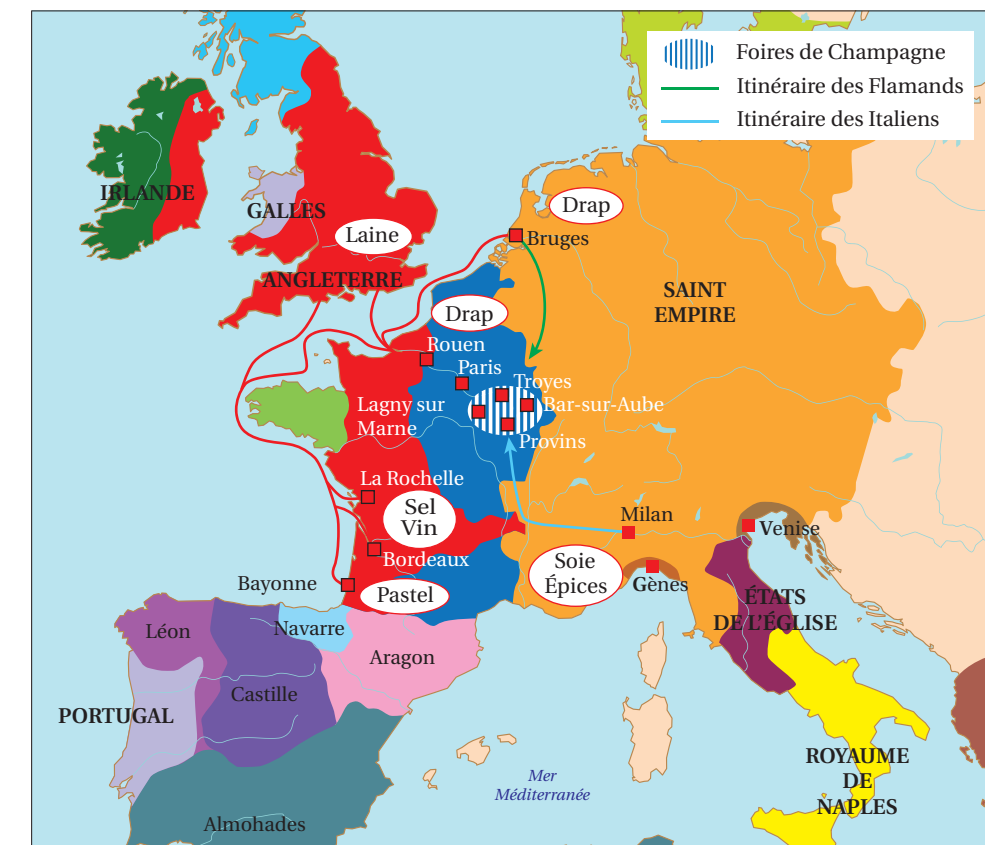 Foires de Champagne
Itinéraire des Flamands
Itinéraire des Italiens
IRLANDE
GALLES
Laine
ANGLETERRE
Drap
Bruges
SAINT
EMPIRE
Drap
Rouen
Paris
Troyes
Lagny sur
Marne
Bar-sur-Aube
Provins
La Rochelle
Sel
Vin
Milan
Venise
Bordeaux
Soie
Épices
Bayonne
Pastel
Gènes
ÉTATS
DE L'ÉGLISE
Léon
Navarre
Aragon
Castille
PORTUGAL
ROYAUME
DE
NAPLES
Mer
Méditerranée
Almohades